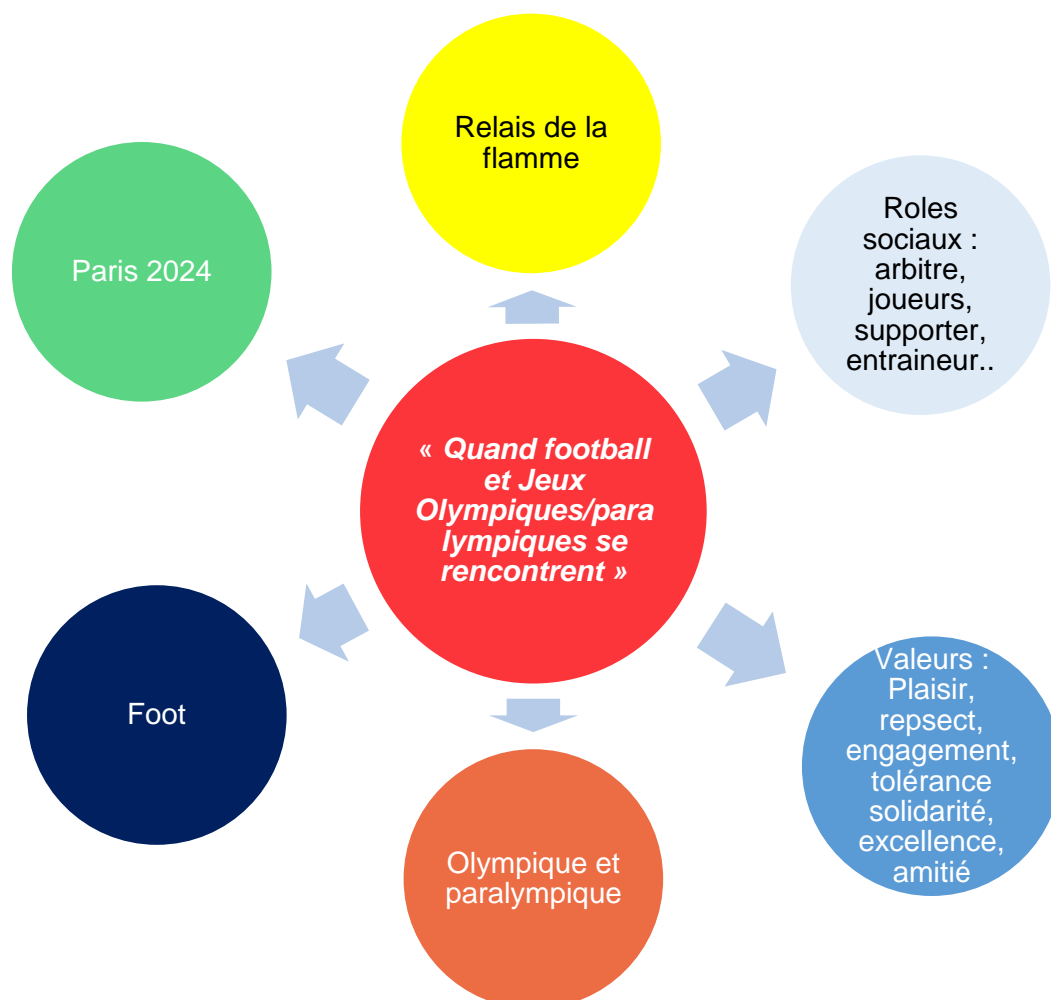 Relais de la
flamme
Roles
sociaux :
arbitre,
joueurs,
supporter,
entraineur..
Paris 2024
« Quand football
et Jeux
Olympiques/para
lympiques se
rencontrent »
Foot
Valeurs :
Plaisir,
repsect,
engagement,
tolérance
solidarité,
excellence,
amitié
Olympique et
paralympique